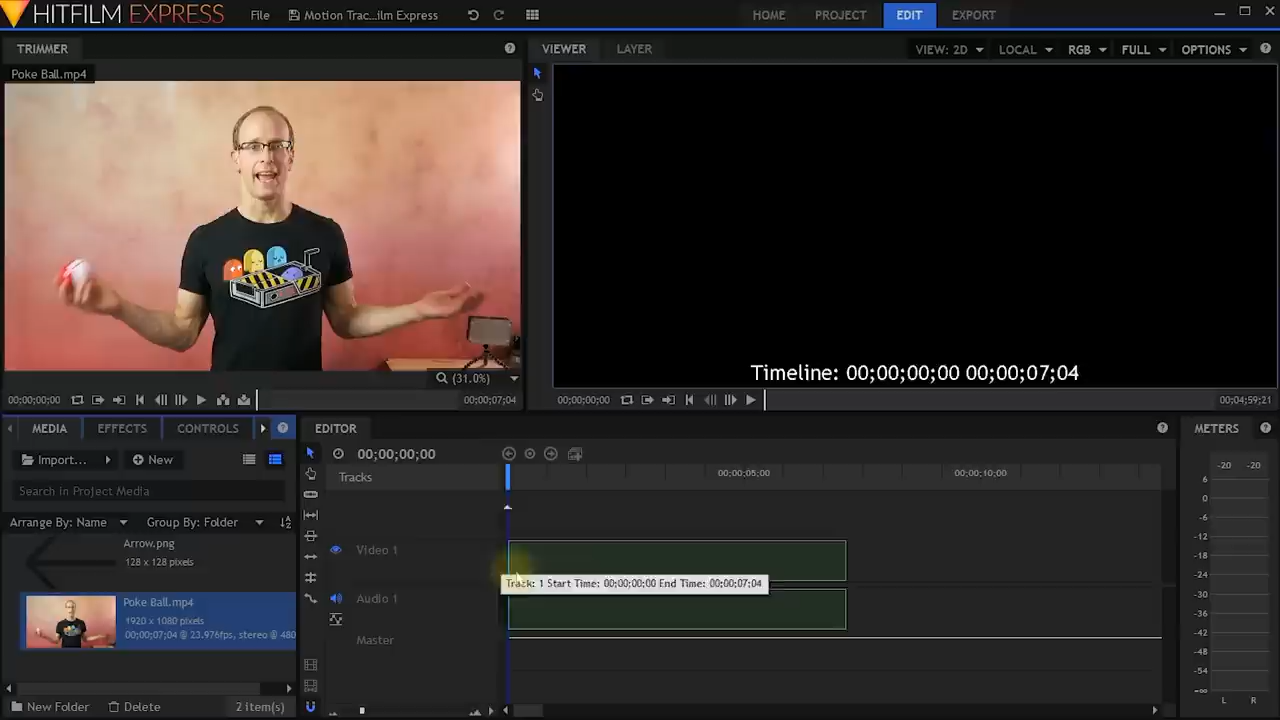 HITFILM EXPRESS
File
Motion Trac...ilm Express
HOME
PROJECT
EDIT
EXPORT
TRIMMER
VIEWER
LAYER
VIEW: 2D
LOCAL
RGB
FULL
OPTIONS
Poke Ball.mp4
(31.0%)
Timeline: 00;00;00;00 00;00;07;04
00;00;00;00
00;00;07;04
00;00;00;00
00;04;59;21
MEDIA
EFFECTS
CONTROLS
EDITOR
METERS
Import...
New
00;00;00;00
Search in Project Media
Tracks
00;00;05;00
00;00;10;00
Arrange By: Name
Group By: Folder
Arrow.png
128 x 128 pixels
Video 1
Track: 1 Start Time: 00;00;00;00 End Time: 00;00;07;04
Poke Ball.mp4
1920 x 1080 pixels
00;00;07;04 @ 23.976fps, stereo @ 480
Audio 1
Master
New Folder
Delete
2 item(s)
-20 -20
6
0
-6
-12
-18
-24
-30
-36
-42
-48
-54
-∞
L R